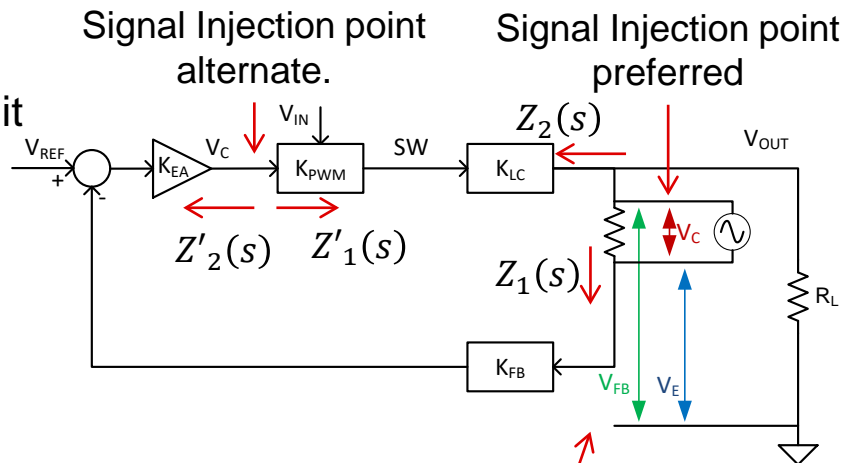 Signal Injection point
alternate.
Signal Injection point
preferred
it
V_REF
+
-
K_EA
V_C
V_IN
K_PWM
SW
K_LC
Z_2(s)
V_OUT
Z'_2(s)
Z'_1(s)
Z_1(s)
V_C
R_L
K_FB
V_FB
V_E